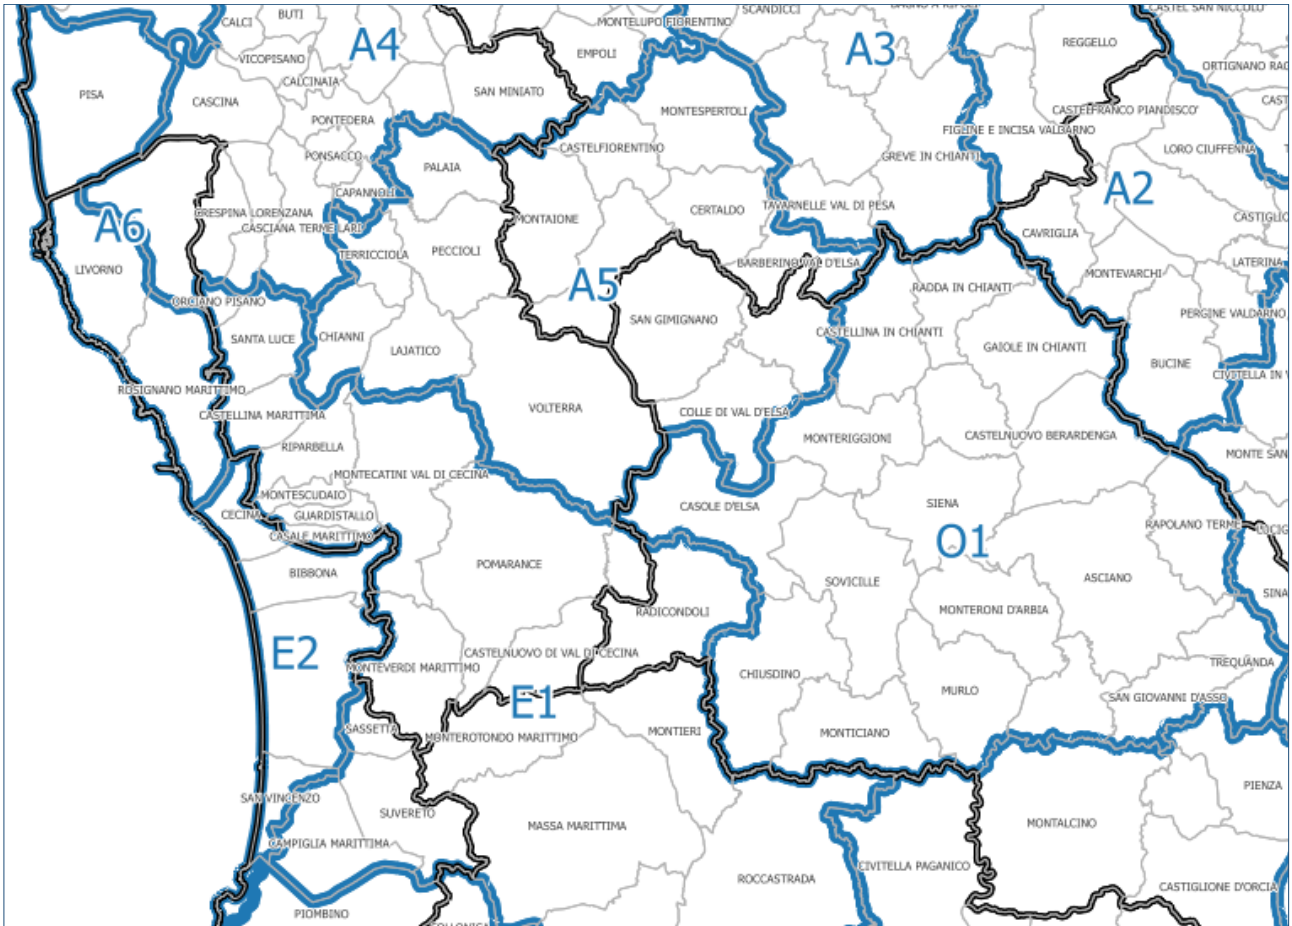 BUTI
CALCI
SCANDICCI
MONTELUPO FIORENTINO
A4
A3
REGGELLO
VICOPISANO
EMPOLI
CALCINAIA
PISA
CASCINA
SAN MINIATO
PONTEDERA
MONTESPERTOLI
CASTELFRANCO PIANDISCO'
FIGLINE E INCISA VALDARNO
PONSACCO
PALAIA
CASTELFIORENTINO
GREVE IN CHIANTI
LORO CIUFFENNA
CAPANNOLI
A2
CRESPINA LORENZANA
CASCIANA TERME LARI
MONTAIONE
CERTALDO
TAVARNELLE VAL DI PESA
A6
CAVRIGLIA
TERRICCIOLA
PECCIOLI
LIVORNO
BARBERINO VAL D'ELSA
MONTEVARCHI
LATERINA
A5
ORCIANO PISANO
RADDA IN CHIANTI
SAN GIMIGNANO
PERGINE VALDARNO
SANTA LUCE
CHIANNI
LAJATICO
CASTELLINA IN CHIANTI
GAIOLE IN CHIANTI
BUCINE
ROSIGNANO MARITTIMO
CIVITELLA IN
CASTELLINA MARITTIMA
VOLTERRA
COLLE DI VAL D'ELSA
RIPARBELLA
MONTERIGGIONI
CASTELNUOVO BERARDENGA
MONTE SAN
MONTECATINI VAL DI CECINA
MONTESCUDAIO
CECINA
GUARDISTALLO
CASOLE D'ELSA
SIENA
RAPOLANO TERME
CASALE MARITTIMO
O1
BIBBONA
POMARANCE
SOVICILLE
ASCIANO
SINA
RADICONDOLI
MONTERONI D'ARBIA
E2
MONTEVERDI MARITTIMO
CASTELNUOVO DI VAL DI CECINA
CHIUSDINO
TREQUANDA
MURLO
SAN GIOVANNI D'ASSO
E1
SASSETTA
MONTEROTONDO MARITTIMO
MONTIERI
MONTICIANO
SAN VINCENZO
SUVERETO
PIENZA
MASSA MARITTIMA
MONTALCINO
CAMPIGLIA MARITTIMA
ROCCASTRADA
CIVITELLA PAGANICO
CASTIGLIONE D'ORCIA
PIOMBINO